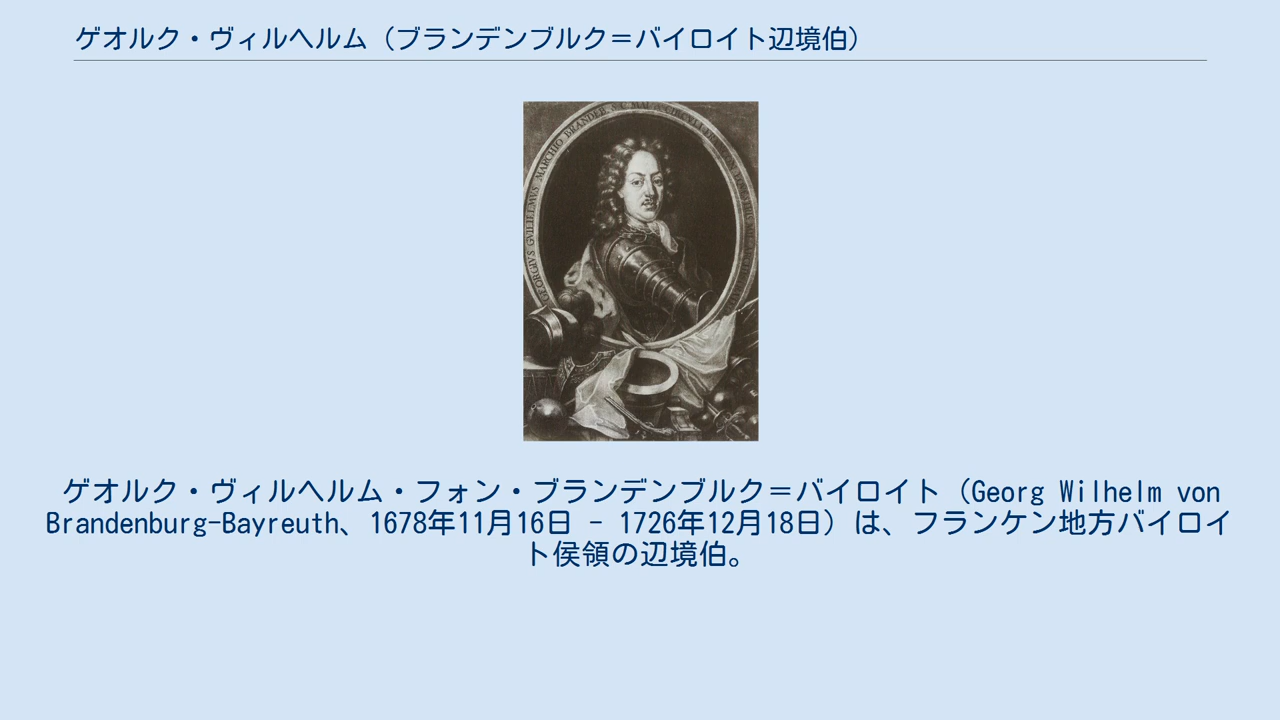 ゲオルク・ヴィルヘルム（ブランデンブルク＝バイロイト辺境伯）
GEORGIVS GVILIELMVS MARCHIO BRANDEB
ゲオルク・ヴィルヘルム・フォン・ブランデンブルク＝バイロイト（Georg Wilhelm von
Brandenburg-Bayreuth、1678年11月16日 - 1726年12月18日）は、フランケン地方バイロイ
ト侯領の辺境伯。